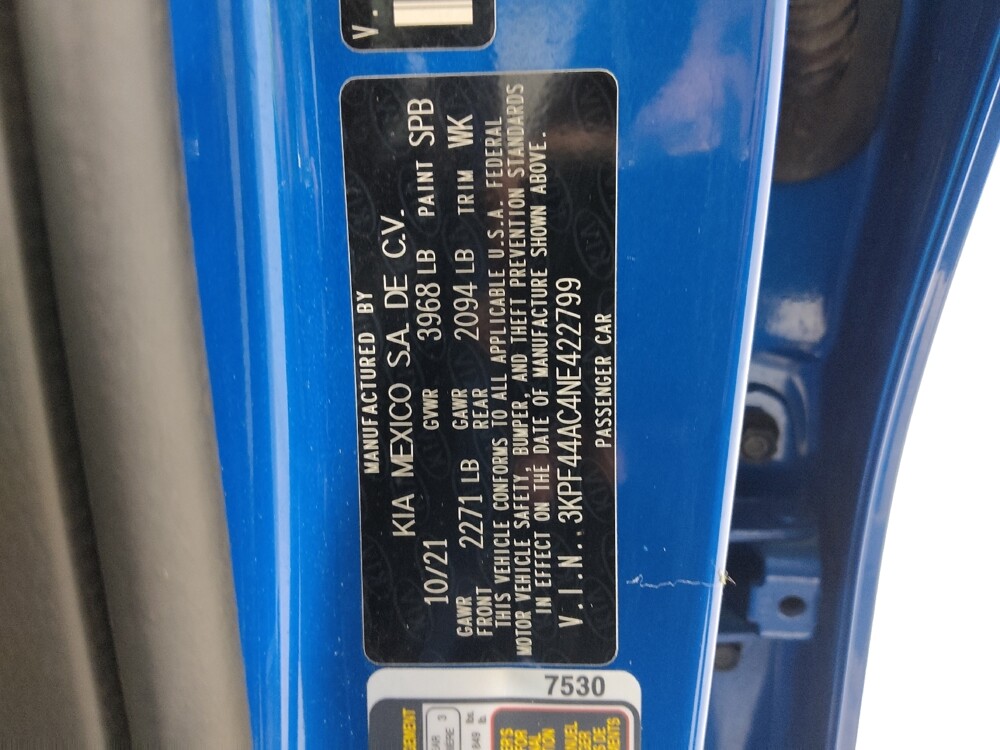 V.
MANUFACTURED BY
KIA MEXICO S.A. DE C.V.
10/21 GVWR 3968 LB PAINT SPB
GAWR FRONT 2271 LB GAWR REAR 2094 LB TRIM WK
THIS VEHICLE CONFORMS TO ALL APPLICABLE U.S.A. FEDERAL
MOTOR VEHICLE SAFETY, BUMPER, AND THEFT PREVENTION STANDARDS
IN EFFECT ON THE DATE OF MANUFACTURE SHOWN ABOVE.
V.I.N.: 3KPF44AC4NE422799
PASSENGER CAR
7530